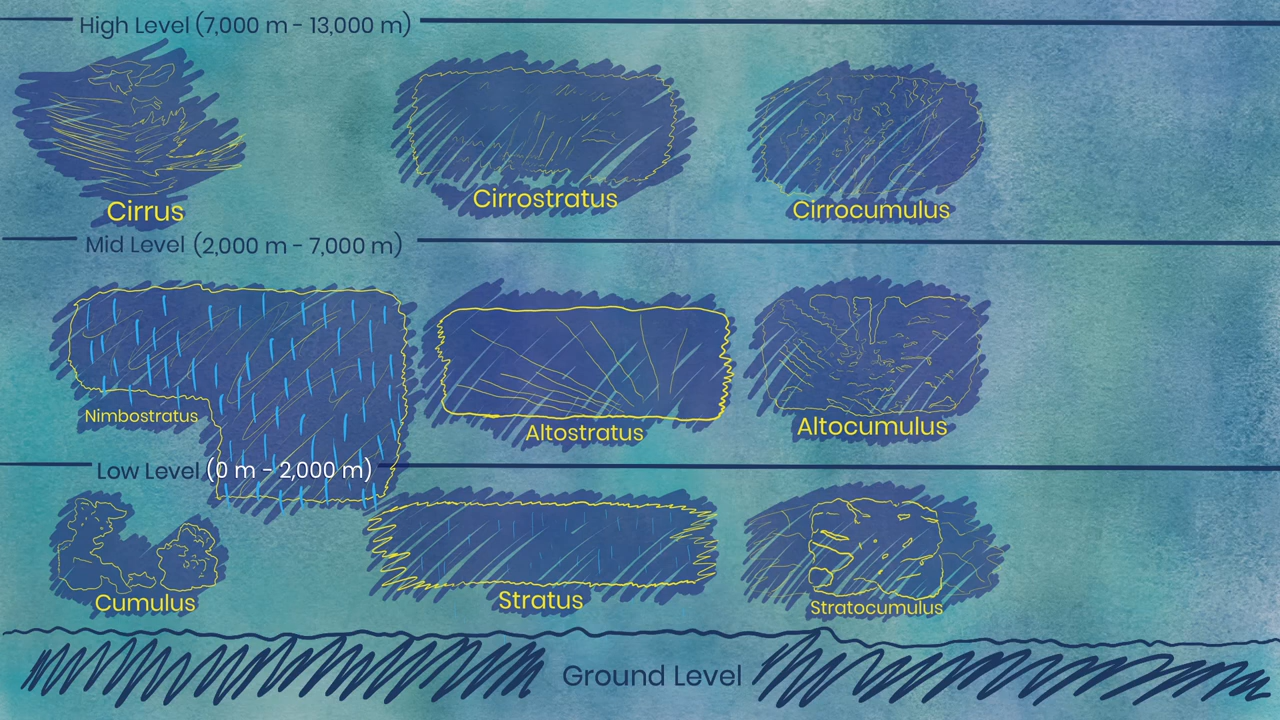 High Level (7,000 m - 13,000 m)
Cirrus
Cirrostratus
Cirrocumulus
Mid Level (2,000 m - 7,000 m)
Nimbostratus
Altostratus
Altocumulus
Low Level (0 m - 2,000 m)
Cumulus
Stratus
Stratocumulus
Ground Level